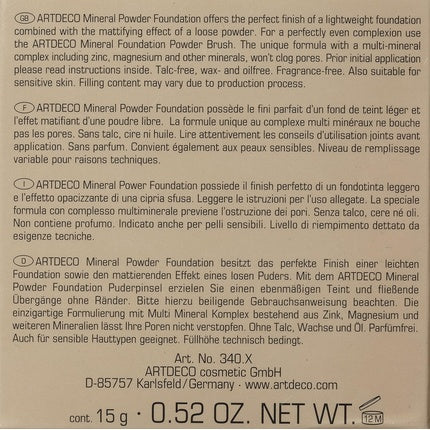 GB ARTDECO Mineral Powder Foundation offers the perfect finish of a lightweight foundation
combined with the mattifying effect of a loose powder. For a perfectly even complexion use
the ARTDECO Mineral Foundation Powder Brush. The unique formula with a multi-mineral
complex including zinc, magnesium and other minerals, won't clog pores. Prior initial application
please read instructions inside. Talc-free, wax- and oilfree. Fragrance-free. Also suitable for
sensitive skin. Filling content may vary due to production process.
F ARTDECO Mineral Powder Foundation possède le fini parfait d'un fond de teint léger et
l'effet matifiant d'une poudre libre. La formule unique au complex multi minéraux ne bouche
pas les pores. Sans talc, cire ni huile. Lire attentivement les conseils d'utilisation joints avant
application. Sans parfum. Convient également aux peaux sensibles. Niveau de remplissage
variable pour raisons techniques.
I ARTDECO Mineral Power Foundation possiede il finish perfetto di un fondotinta leggero
e l'effetto opacizzante di una cipria sfusa. Leggere le istruzioni per l'uso allegate. La speciale
formula con complesso multiminerale previene l'ostruzione dei pori. Senza talco, cere né oli.
Non contiene profumo. Indicato anche per pelli sensibili. Livello di riempimento dettato da
esigenze tecniche.
D ARTDECO Mineral Powder Foundation besitzt das perfekte Finish einer leichten
Foundation sowie den mattierenden Effekt eines losen Puders. Mit dem ARTDECO Mineral
Powder Foundation Puderpinsel erzielen Sie einen ebenmäßigen Teint und fließende
Übergänge ohne Ränder. Bitte hierzu beiligende Gebrauchsanweisung beachten. Die
einzigartige Formulierung mit Multi Mineral Komplex bestehend aus Zink, Magnesium und
weiteren Mineralien lässt Ihre Poren nicht verstopfen. Ohne Talc, Wachse und Öl. Parfümfrei.
Auch für sensible Hauttypen geeignet. Füllhöhe technisch bedingt.
Art. No. 340.X
ARTDECO cosmetic GmbH
D-85757 Karlsfeld/Germany · www.artdeco.com
cont. 15 g · 0.52 OZ. NET WT. 12M